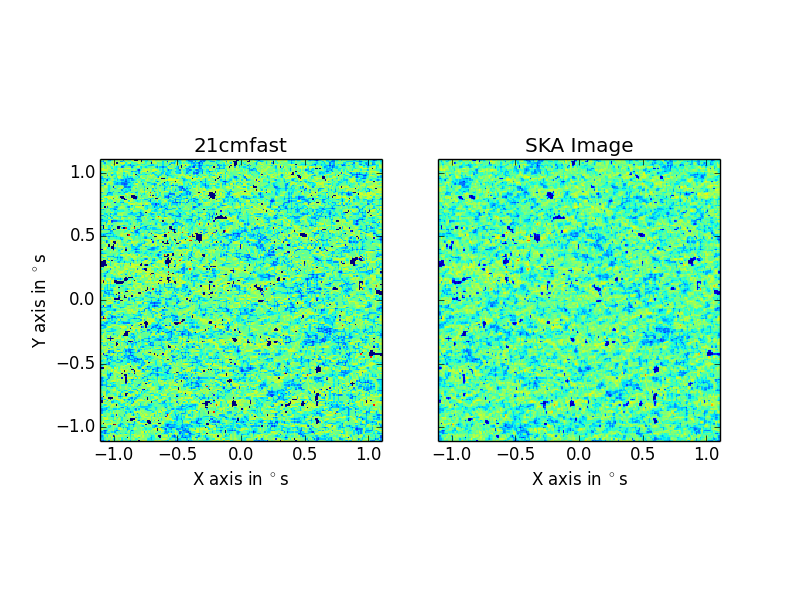 21cmfast
SKA Image
1.0
0.5
0.0
−0.5
−1.0
Y axis in °s
−1.0 −0.5 0.0 0.5 1.0
−1.0 −0.5 0.0 0.5 1.0
X axis in °s
X axis in °s